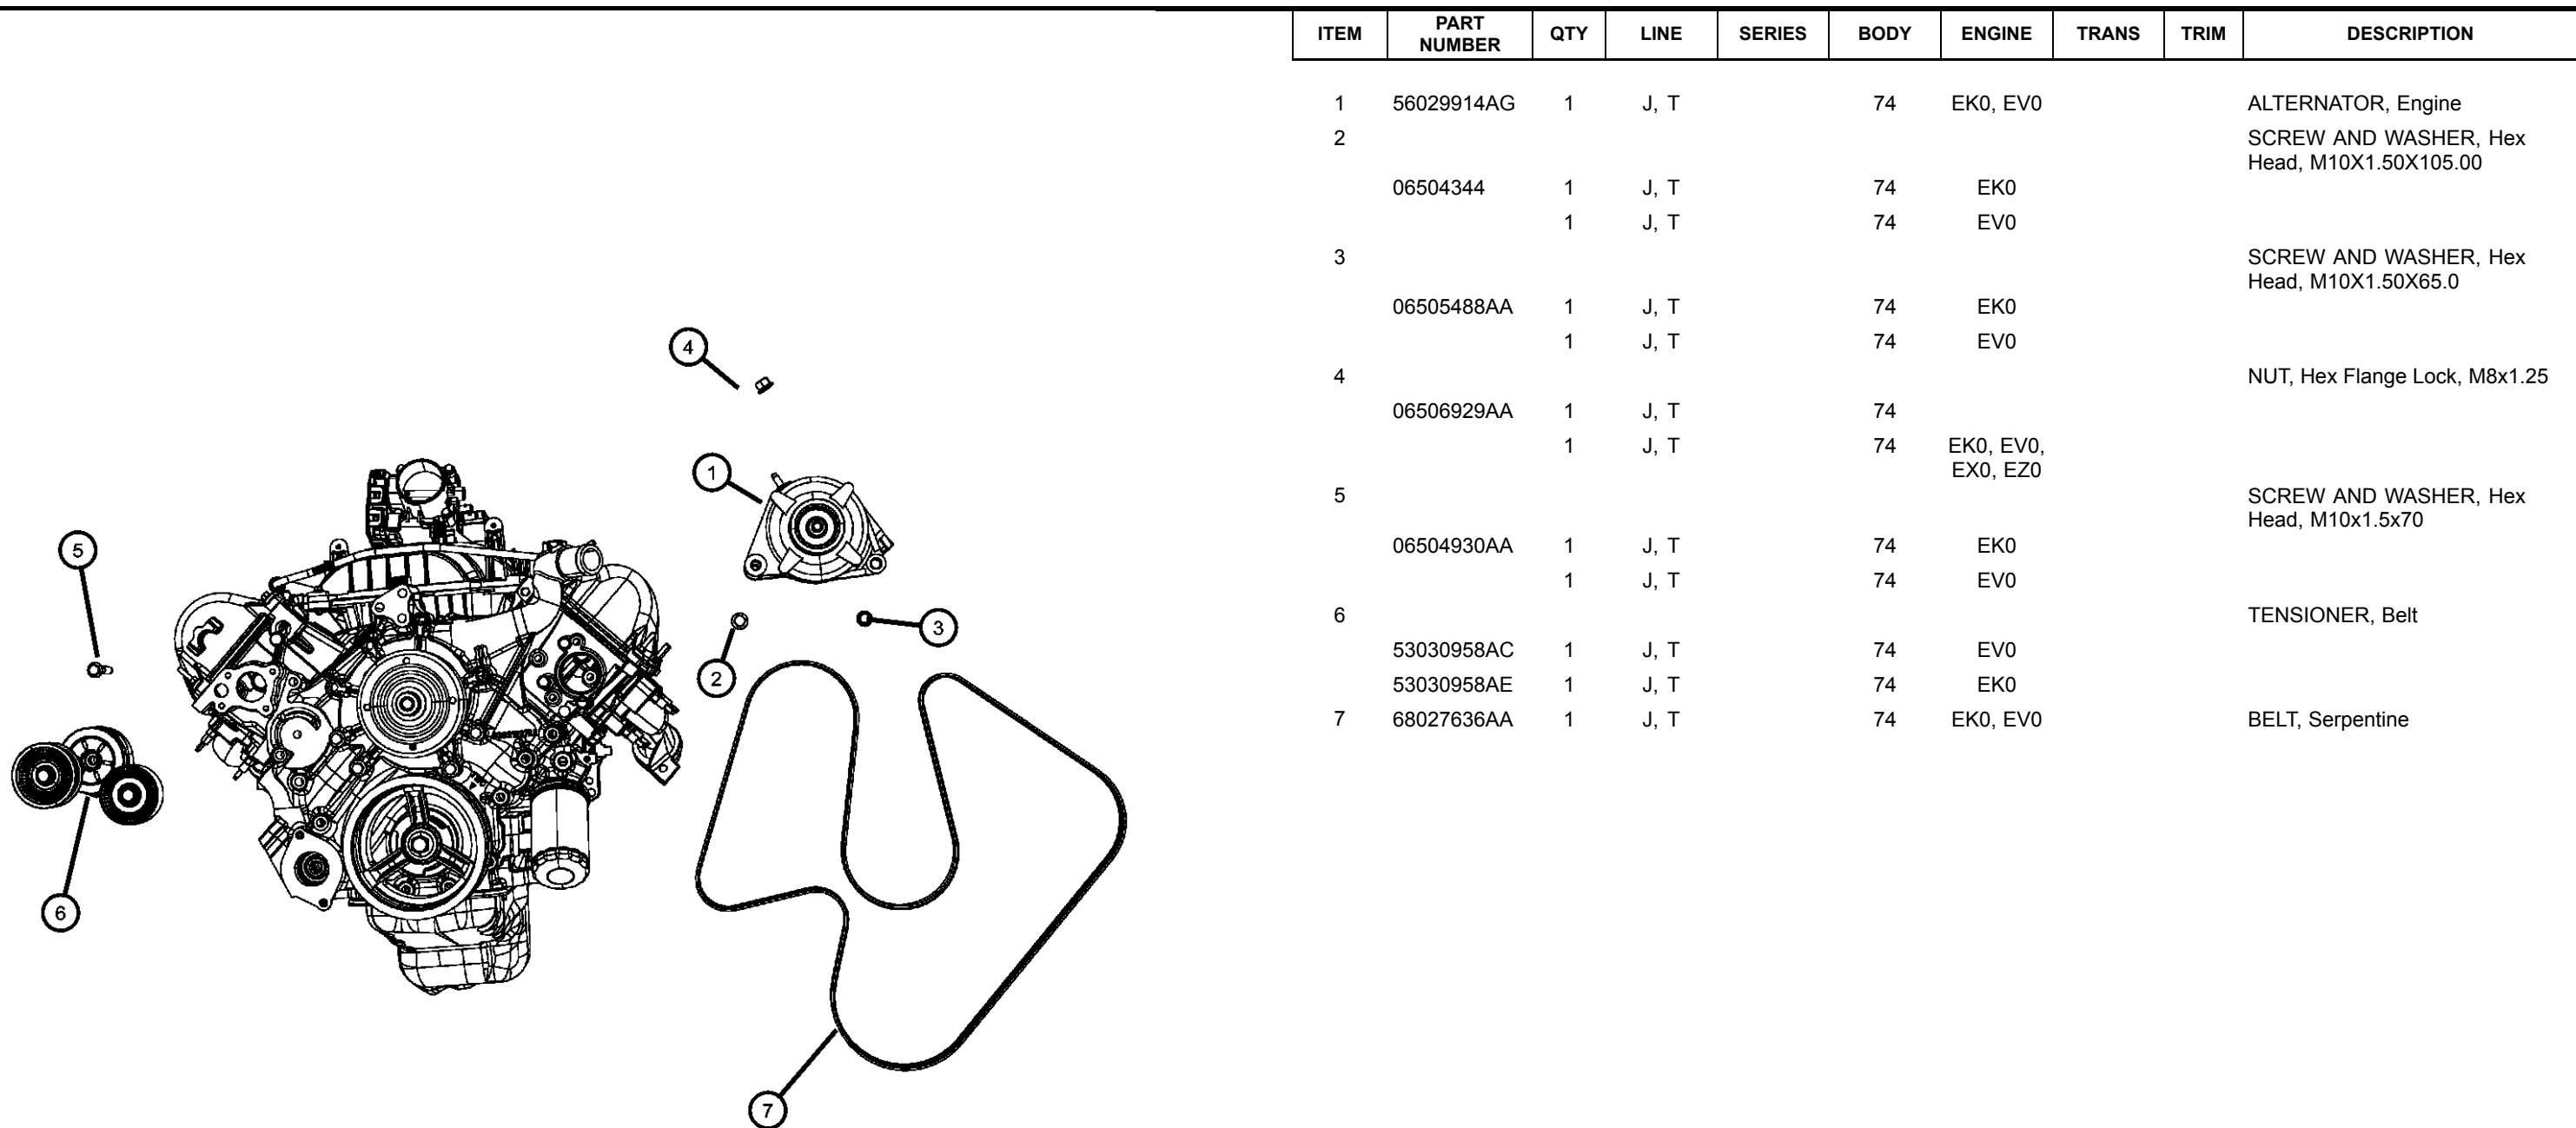 ITEM PART NUMBER QTY LINE SERIES BODY ENGINE TRANS TRIM DESCRIPTION
1 56029914AG 1 J, T 74 EK0, EV0 ALTERNATOR, Engine
2 SCREW AND WASHER, Hex
Head, M10X1.50X105.00
06504344 1 J, T 74 EK0
1 J, T 74 EV0
3 SCREW AND WASHER, Hex
Head, M10X1.50X65.0
06505488AA 1 J, T 74 EK0
1 J, T 74 EV0
4 NUT, Hex Flange Lock, M8x1.25
06506929AA 1 J, T 74
1 J, T 74 EK0, EV0,
EX0, EZ0
5 SCREW AND WASHER, Hex
Head, M10x1.5x70
06504930AA 1 J, T 74 EK0
1 J, T 74 EV0
6 TENSIONER, Belt
53030958AC 1 J, T 74 EV0
53030958AE 1 J, T 74 EK0
7 68027636AA 1 J, T 74 EK0, EV0 BELT, Serpentine
4
1
5
3
2
6
7